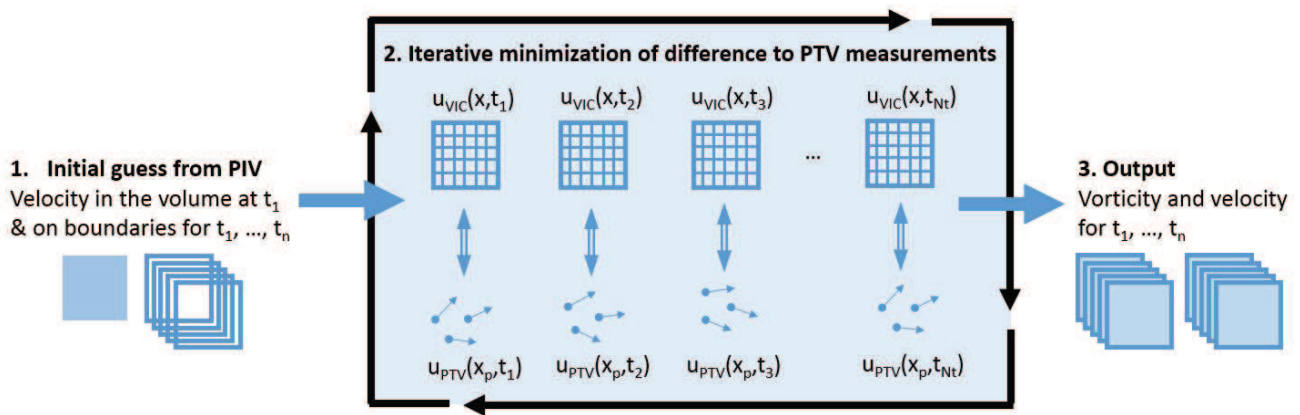 2. Iterative minimization of difference to PTV measurements
u_VIC(x,t_1) u_VIC(x,t_2) u_VIC(x,t_3) u_VIC(x,t_Nt)
...
1. Initial guess from PIV
Velocity in the volume at t_1
& on boundaries for t_1, ..., t_n
3. Output
Vorticity and velocity
for t_1, ..., t_n
u_PTV(x_p,t_1) u_PTV(x_p,t_2) u_PTV(x_p,t_3) u_PTV(x_p,t_Nt)